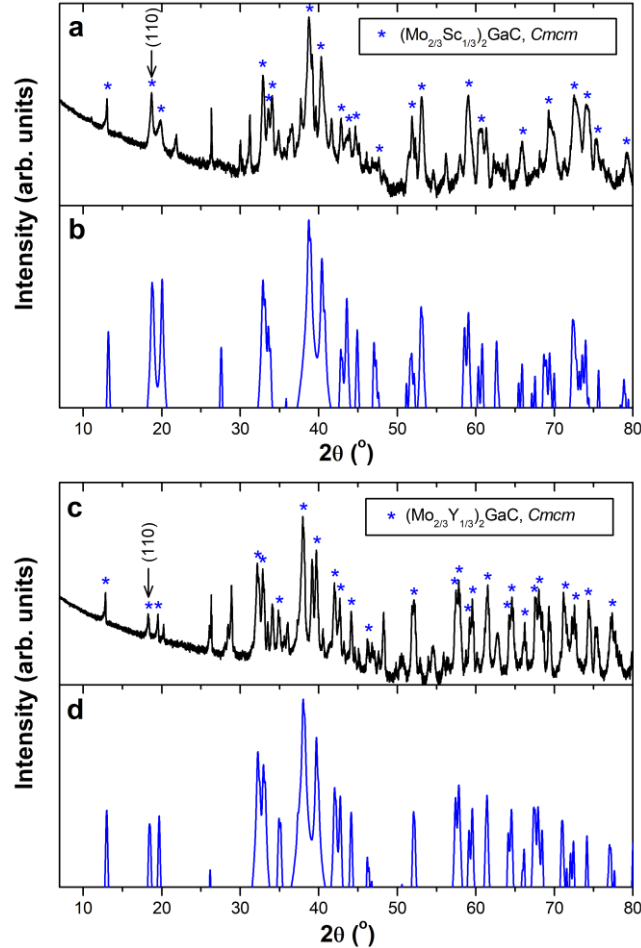 a
(110)
* (Mo2/3Sc1/3)2GaC, Cmcm
b
Intensity (arb. units)
10 20 30 40 50 60 70 80
2θ (°)
c
(110)
* (Mo2/3Y1/3)2GaC, Cmcm
d
Intensity (arb. units)
10 20 30 40 50 60 70 80
2θ (°)